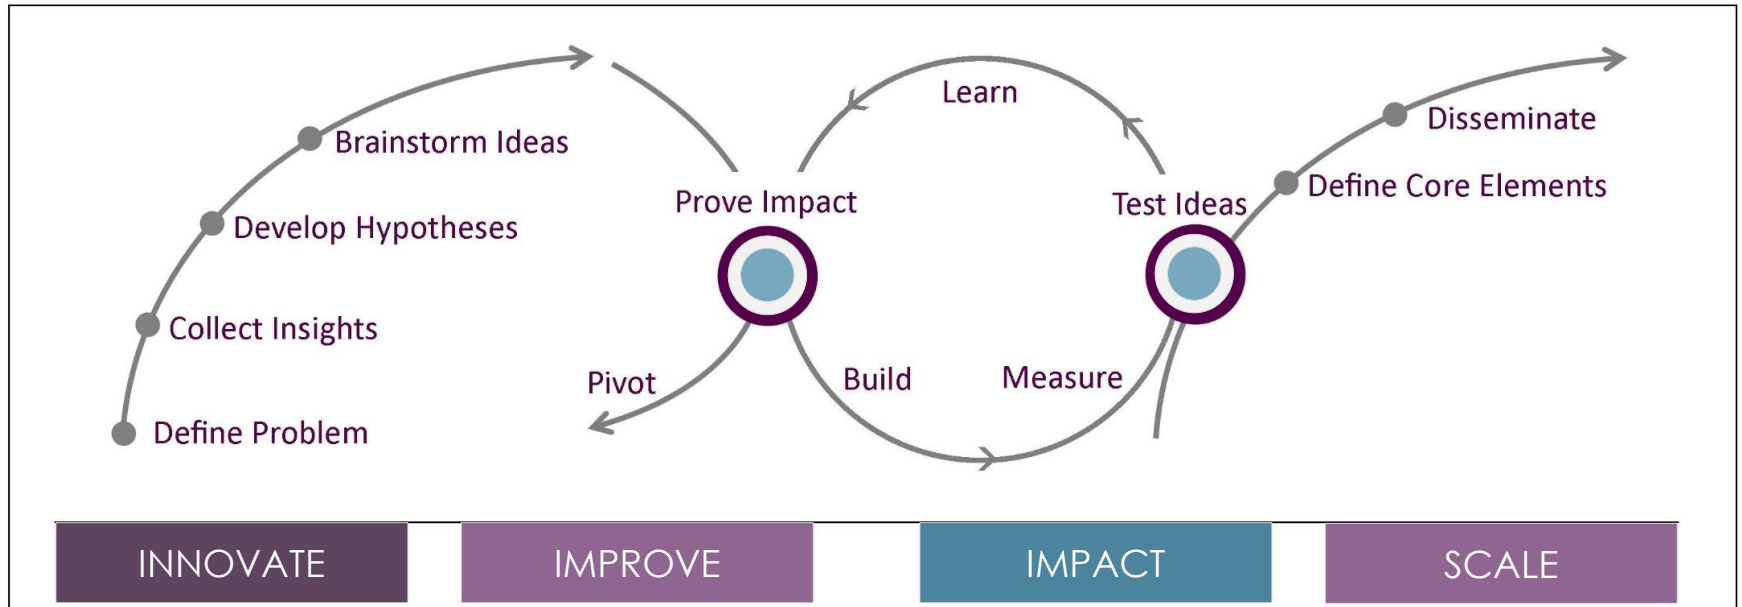 Brainstorm Ideas
Develop Hypotheses
Collect Insights
Define Problem
Prove Impact
Pivot
Learn
Build
Measure
Test Ideas
Disseminate
Define Core Elements
INNOVATE
IMPROVE
IMPACT
SCALE